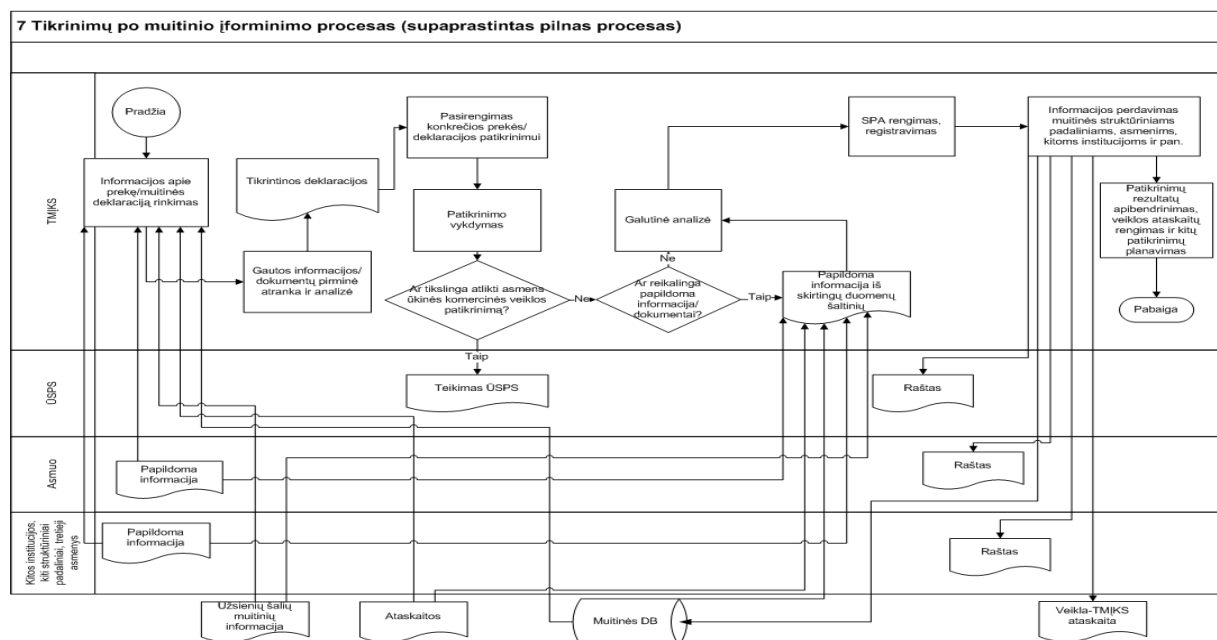 7 Tikrinimų po muitinio įforminimo procesas (supaprastintas pilnas procesas)
TMĮKS
Pradžia
Informacijos apie
prekę/muitinės
deklaraciją rinkimas
Tikrintinos deklaracijos
Gautos informacijos/
dokumentų pirminė
atranka ir analizė
Pasirengimas
konkrečios prekės/
deklaracijos patikrinimui
Patikrinimo
vykdymas
Ar tikslinga atlikti asmens
ūkinės komercinės veiklos
patikrinimą?
Ne
Taip
Galutinė analizė
Ne
Ar reikalinga
papildoma
informacija/
dokumentai?
Taip
Papildoma
informacija iš
skirtingų duomenų
šaltinių
SPA rengimas,
registravimas
Informacijos perdavimas
muitinės struktūriniams
padaliniams, asmenims,
kitoms institucijoms ir pan.
Patikrinimų
rezultatų
apibendrinimas,
veiklos ataskaitų
rengimas ir kitų
patikrinimų
planavimas
Pabaiga
ŪSPS
Teikimas ŪSPS
Raštas
Asmuo
Papildoma
informacija
Raštas
Kitos institucijos,
kiti struktūriniai
padaliniai, tretieji
asmenys
Papildoma
informacija
Raštas
Užsienių šalių
muitinių
informacija
Ataskaitos
Muitinės DB
Veikla-TMĮKS
ataskaita